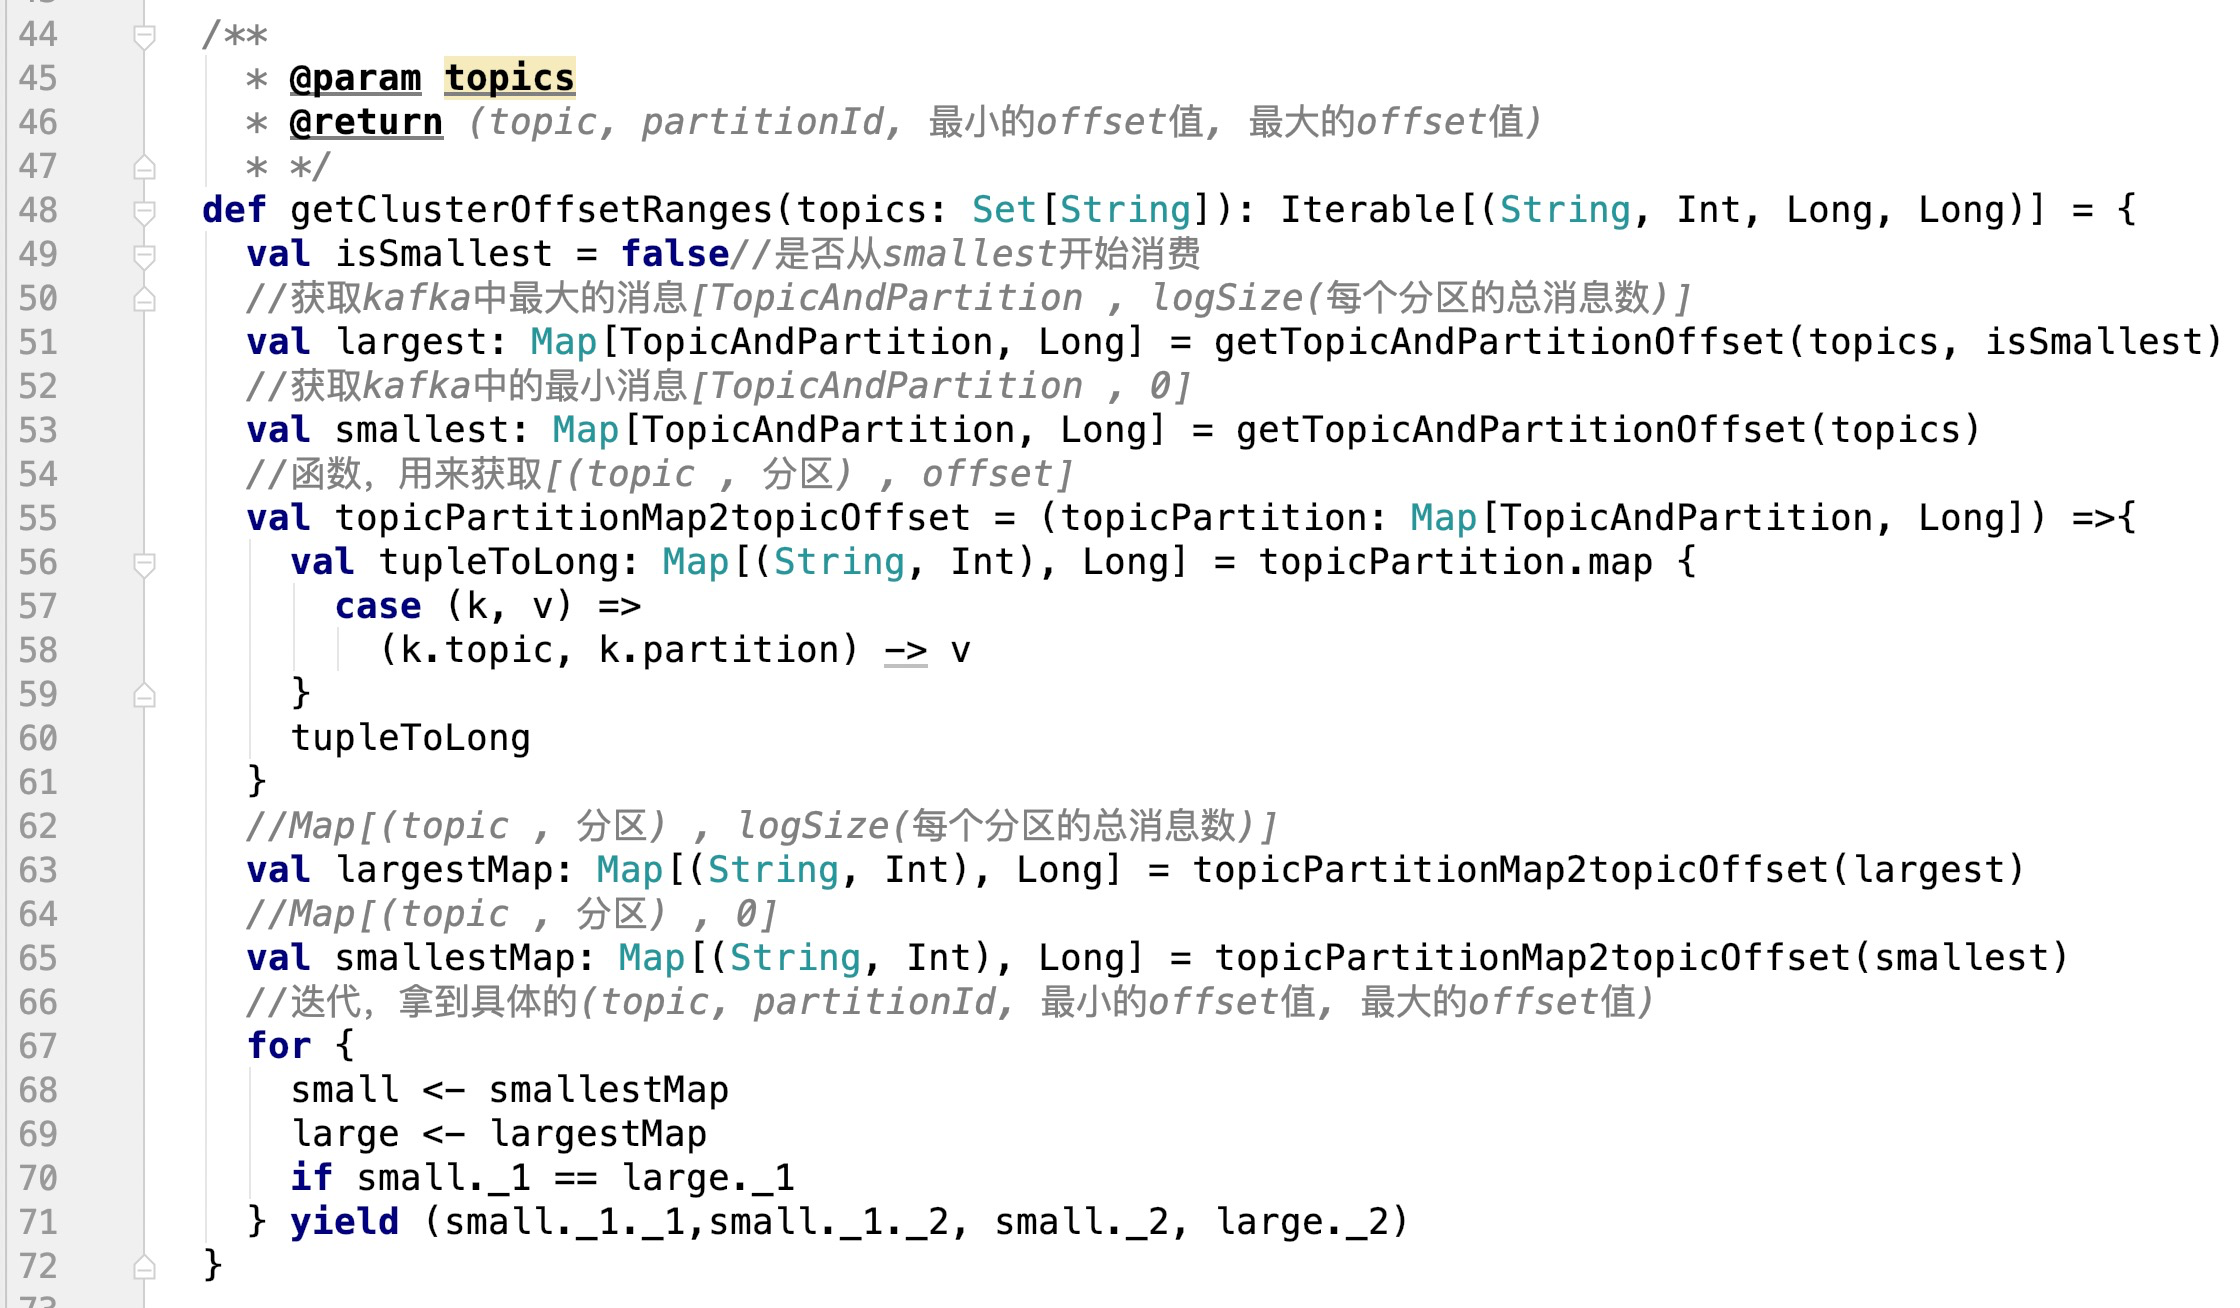 44 /**
45 * @param topics
46 * @return (topic, partitionId, 最小的offset值, 最大的offset值)
47 * */
48 def getClusterOffsetRanges(topics: Set[String]): Iterable[(String, Int, Long, Long)] = {
49 val isSmallest = false//是否从smallest开始消费
50 //获取kafka中最大的消息[TopicAndPartition , logSize(每个分区的总消息数)]
51 val largest: Map[TopicAndPartition, Long] = getTopicAndPartitionOffset(topics, isSmallest)
52 //获取kafka中的最小消息[TopicAndPartition , 0]
53 val smallest: Map[TopicAndPartition, Long] = getTopicAndPartitionOffset(topics)
54 //函数，用来获取[(topic , 分区) , offset]
55 val topicPartitionMap2topicOffset = (topicPartition: Map[TopicAndPartition, Long]) =>{
56 val tupleToLong: Map[(String, Int), Long] = topicPartition.map {
57 case (k, v) =>
58 (k.topic, k.partition) -> v
59 }
60 tupleToLong
61 }
62 //Map[(topic , 分区) , logSize(每个分区的总消息数)]
63 val largestMap: Map[(String, Int), Long] = topicPartitionMap2topicOffset(largest)
64 //Map[(topic , 分区) , 0]
65 val smallestMap: Map[(String, Int), Long] = topicPartitionMap2topicOffset(smallest)
66 //迭代，拿到具体的(topic, partitionId, 最小的offset值, 最大的offset值)
67 for {
68 small <- smallestMap
69 large <- largestMap
70 if small._1 == large._1
71 } yield (small._1._1,small._1._2, small._2, large._2)
72 }